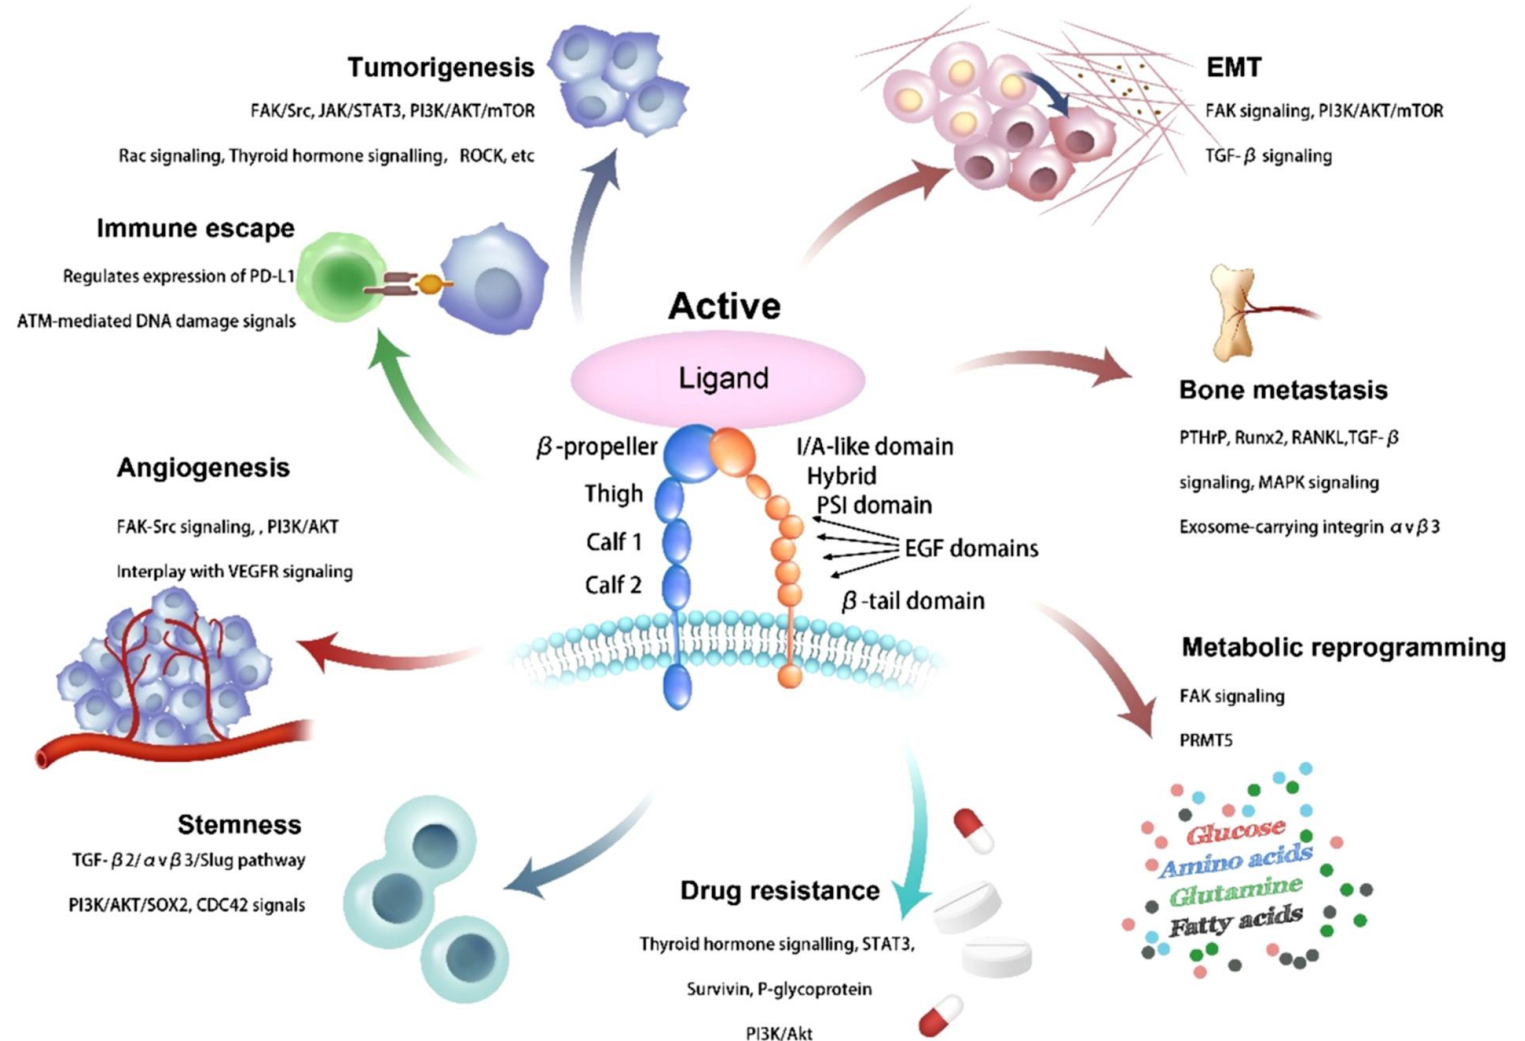 Tumorigenesis
FAK/Src, JAK/STAT3, PI3K/AKT/mTOR
Rac signaling, Thyroid hormone signalling, ROCK, etc
EMT
FAK signaling, PI3K/AKT/mTOR
TGF-β signaling
Immune escape
Regulates expression of PD-L1
ATM-mediated DNA damage signals
Active
Ligand
β-propeller
Thigh
Calf 1
Calf 2
I/A-like domain
Hybrid
PSI domain
EGF domains
β-tail domain
Bone metastasis
PTHrP, Runx2, RANKL,TGF-β
signaling, MAPK signaling
Exosome-carrying integrin αvβ3
Angiogenesis
FAK-Src signaling, , PI3K/AKT
Interplay with VEGFR signaling
Metabolic reprogramming
FAK signaling
PRMT5
Glucose
Amino acids
Glutamine
Fatty acids
Stemness
TGF-β2/αvβ3/Slug pathway
PI3K/AKT/SOX2, CDC42 signals
Drug resistance
Thyroid hormone signalling, STAT3,
Survivin, P-glycoprotein
PI3K/Akt